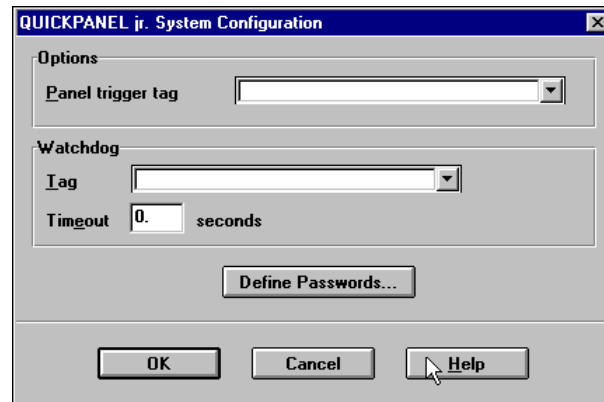 QUICKPANEL jr. System Configuration
Options
Panel trigger tag
Watchdog
Tag
Timeout 0. seconds
Define Passwords...
OK Cancel Help